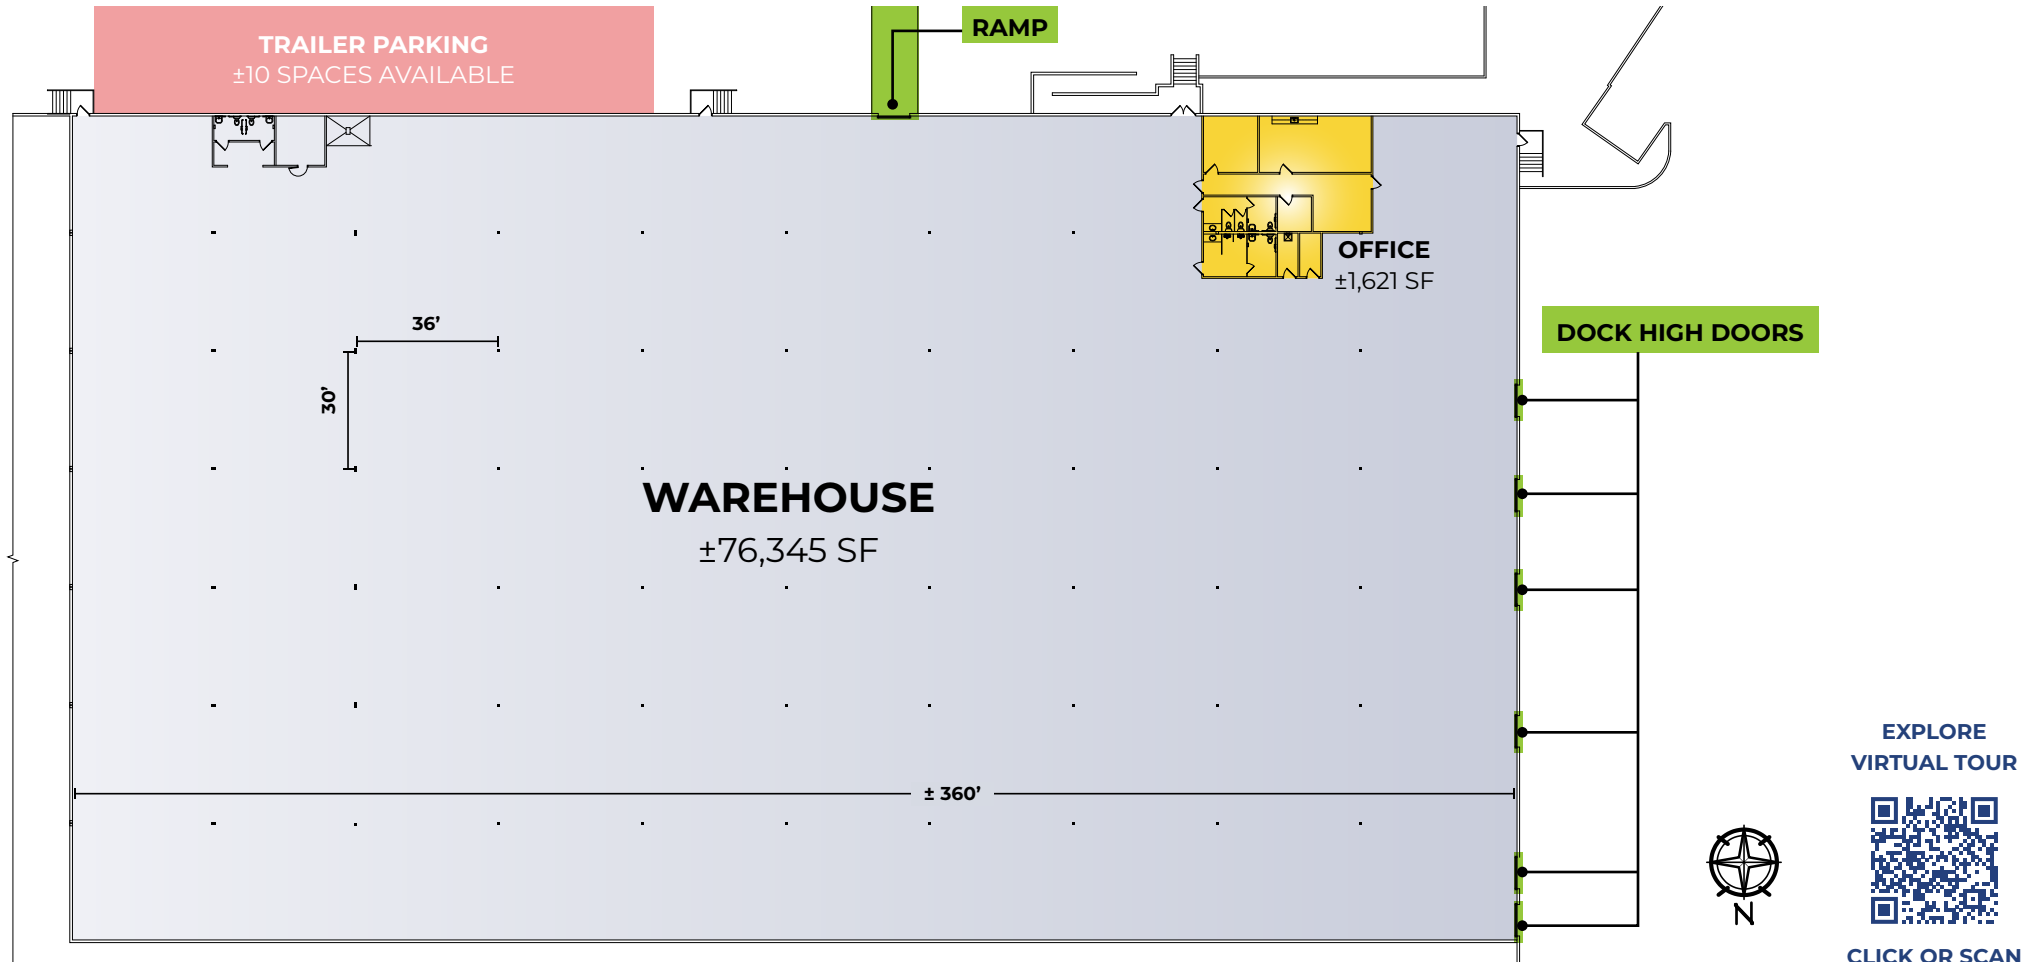 TRAILER PARKING
±10 SPACES AVAILABLE
RAMP
OFFICE
±1,621 SF
36’
30’
DOCK HIGH DOORS
WAREHOUSE
±76,345 SF
± 360’
EXPLORE
VIRTUAL TOUR
N
CLICK OR SCAN